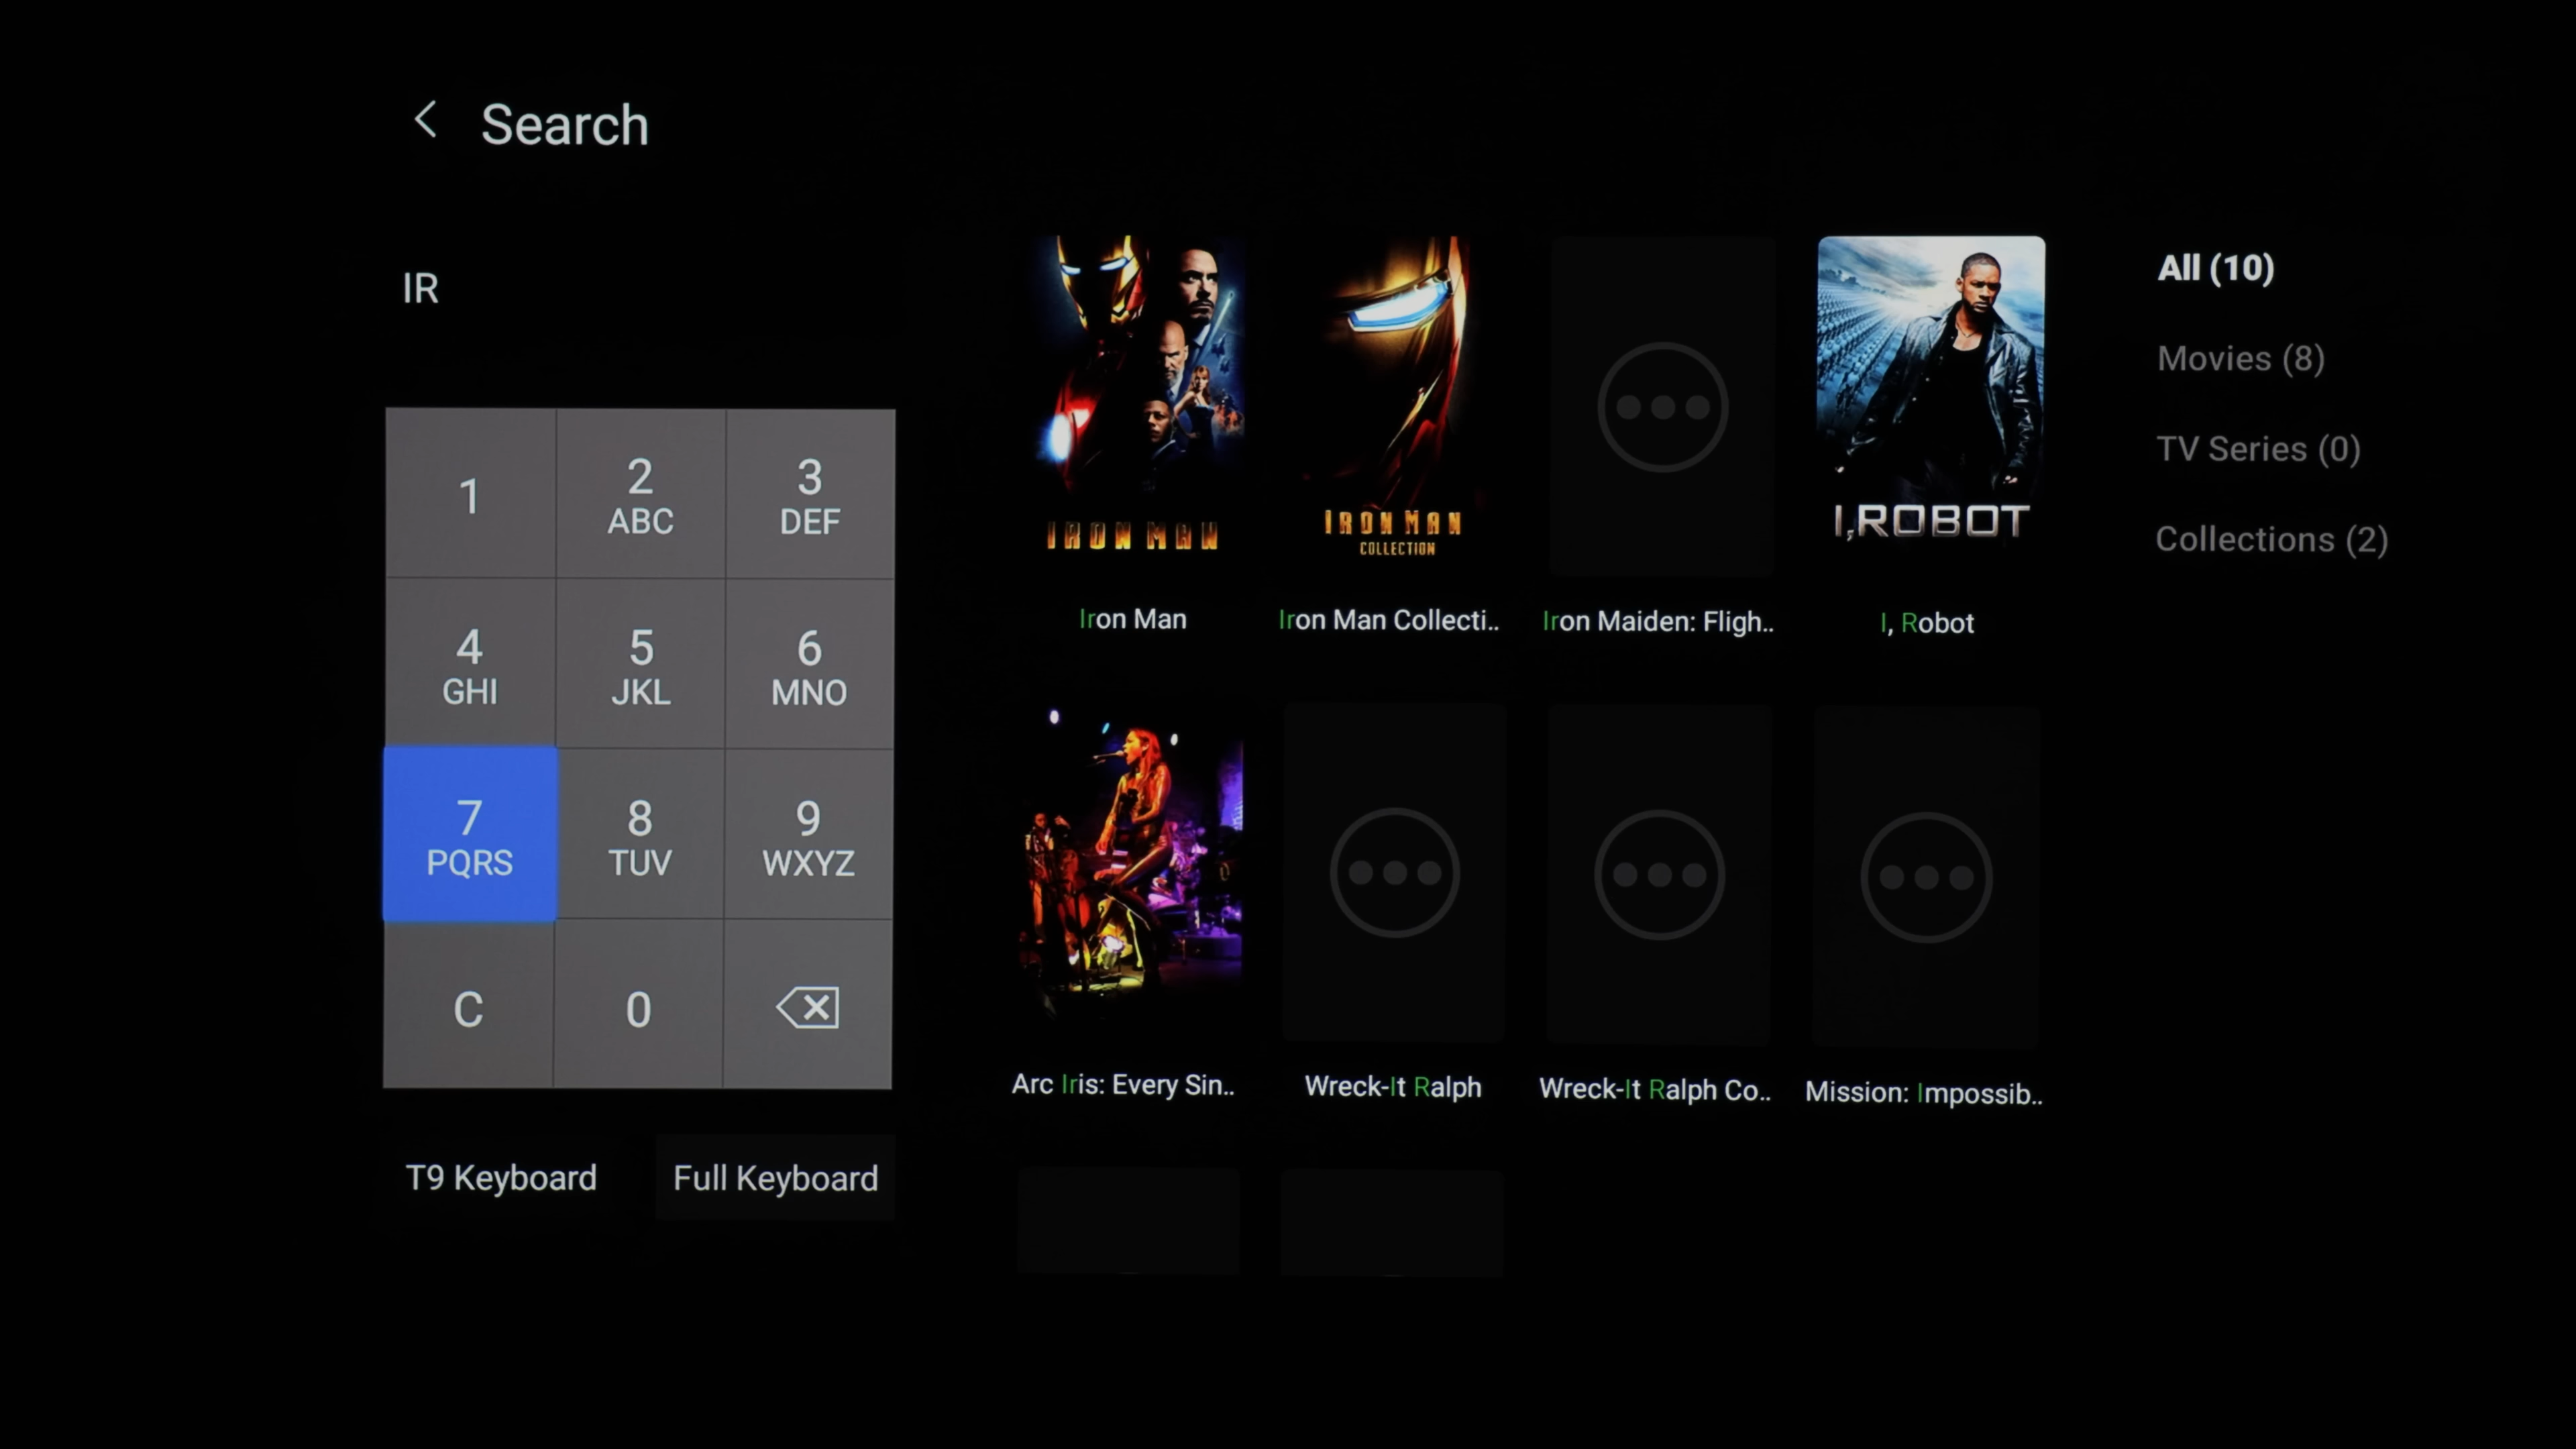 Search
IR
1
2
ABC
3
DEF
4
GHI
5
JKL
6
MNO
7
PQRS
8
TUV
9
WXYZ
C
0
T9 Keyboard
Full Keyboard
IRON MAN
IRON MAN
COLLECTION
I, ROBOT
Iron Man
Iron Man Collecti..
Iron Maiden: Fligh..
I, Robot
Arc Iris: Every Sin..
Wreck-It Ralph
Wreck-It Ralph Co..
Mission: Impossib..
All (10)
Movies (8)
TV Series (0)
Collections (2)